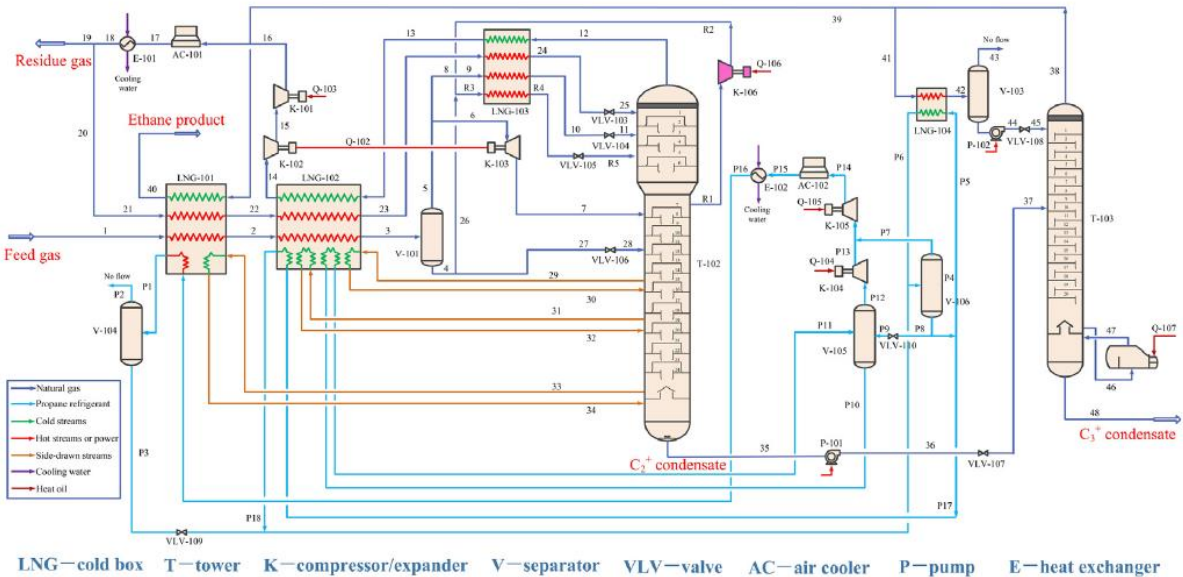 39
19
18
17
16
13
12
R2
No flow
43
E-101
AC-101
24
41
38
Residue gas
Cooling
water
8
9
Q-106
42
V-103
K-101
Q-103
R3
R4
K-106
20
Ethane product
15
6
LNG-103
25
VLV-103
LNG-104
44
45
10
11
VLV-104
P-102
VLV-108
K-102
Q-102
K-103
VLV-105
R5
P6
P5
LNG-101
LNG-102
14
5
P16
P15
P14
E-102
AC-102
40
26
R1
Cooling
water
Q-105
K-105
37
21
22
23
7
T-103
1
2
3
P7
Feed gas
V-101
27
28
P13
Q-104
4
VLV-106
T-102
K-104
P4
V-106
No flow
P2
P1
29
30
P12
V-104
31
P11
P9
P8
47
Q-107
32
V-105
VLV-110
46
Natural gas
Propane refrigerant
33
34
P10
48
Cold streams
Hot streams or power
P3
C₃⁺ condensate
Side-drawn streams
Cooling water
C₂⁺ condensate
35
P-101
36
VLV-107
Heat oil
P18
P17
VLV-109
LNG—cold box T—tower K—compressor/expander V—separator VLV—valve AC—air cooler P—pump E—heat exchanger